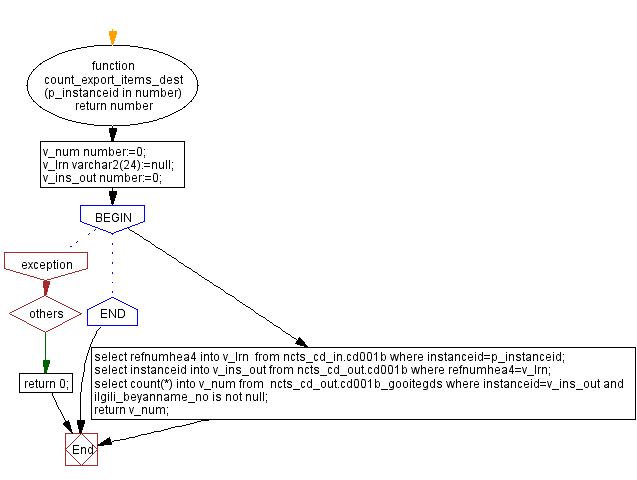 function
count_export_items_dest
(p_instanceid in number)
return number
v_num number:=0;
v_lrn varchar2(24):=null;
v_ins_out number:=0;
BEGIN
exception
others
END
return 0;
select refnumhea4 into v_lrn  from ncts_cd_in.cd001b where instanceid=p_instanceid;
select instanceid into v_ins_out from ncts_cd_out.cd001b where refnumhea4=v_lrn;
select count(*) into v_num from  ncts_cd_out.cd001b_gooitegds where instanceid=v_ins_out and
ilgili_beyanname_no is not null;
return v_num;
End